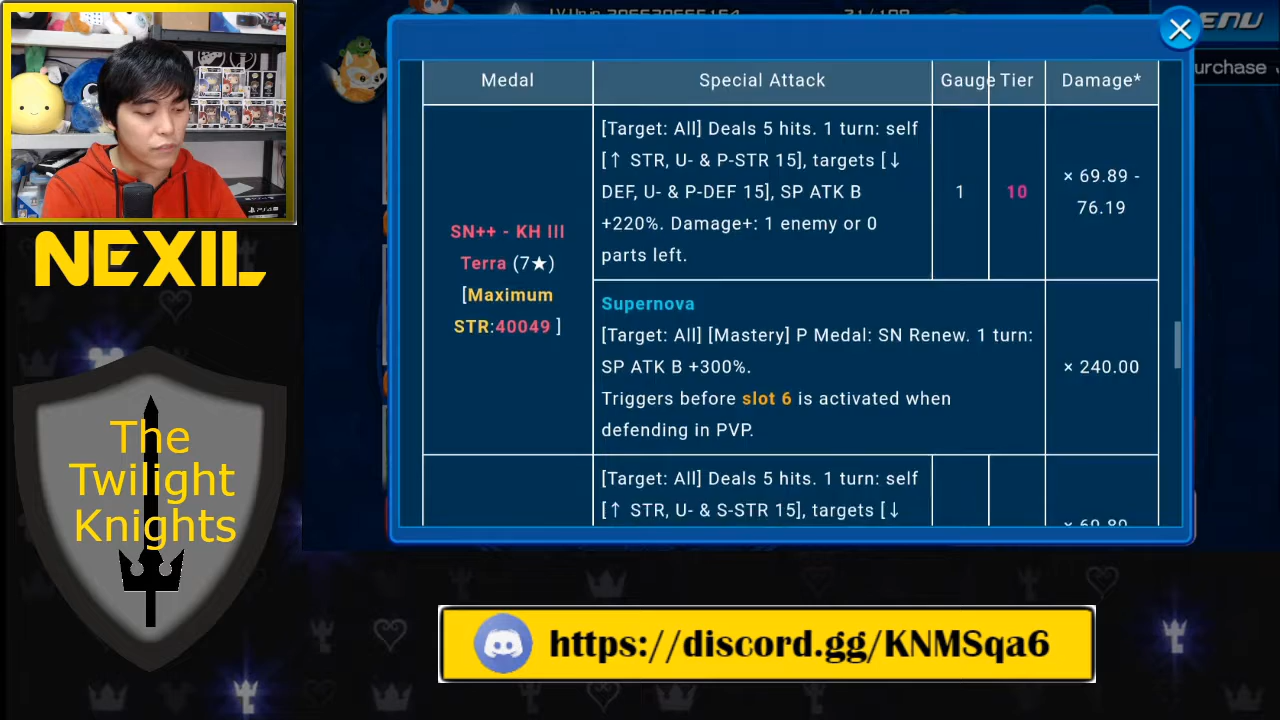 MENU
urchase
Medal Special Attack Gauge Tier Damage*
[Target: All] Deals 5 hits. 1 turn: self
[↑ STR, U- & P-STR 15], targets [↓
DEF, U- & P-DEF 15], SP ATK B
+220%. Damage+: 1 enemy or 0
parts left.
1
10
× 69.89 -
76.19
SN++ - KH III
Terra (7★)
[Maximum
STR:40049 ]
Supernova
[Target: All] [Mastery] P Medal: SN Renew. 1 turn:
SP ATK B +300%.
Triggers before slot 6 is activated when
defending in PVP.
× 240.00
[Target: All] Deals 5 hits. 1 turn: self
[↑ STR, U- & S-STR 15], targets [↓
NEXIL
The
Twilight
Knights
https://discord.gg/KNMSqa6